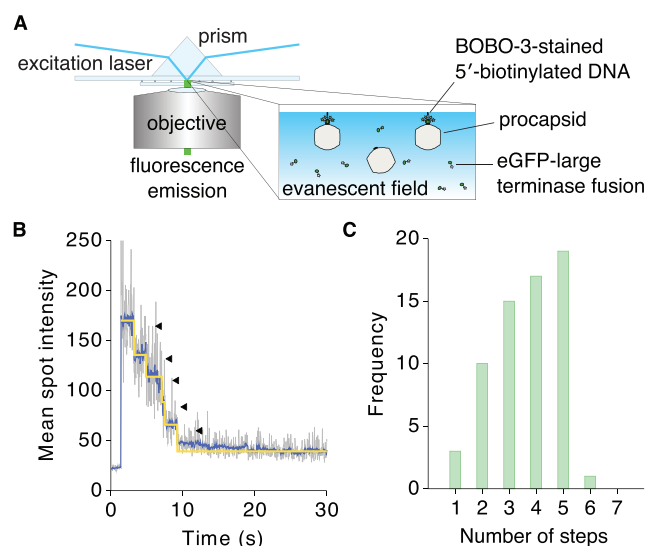 A
prism
excitation laser
objective
fluorescence
emission
BOBO-3-stained
5′-biotinylated DNA
procapsid
eGFP-large
terminase fusion
evanescent field
B
250
200
150
100
50
0
Mean spot intensity
0 10 20 30
Time (s)
C
20
15
10
5
0
Frequency
1 2 3 4 5 6 7
Number of steps